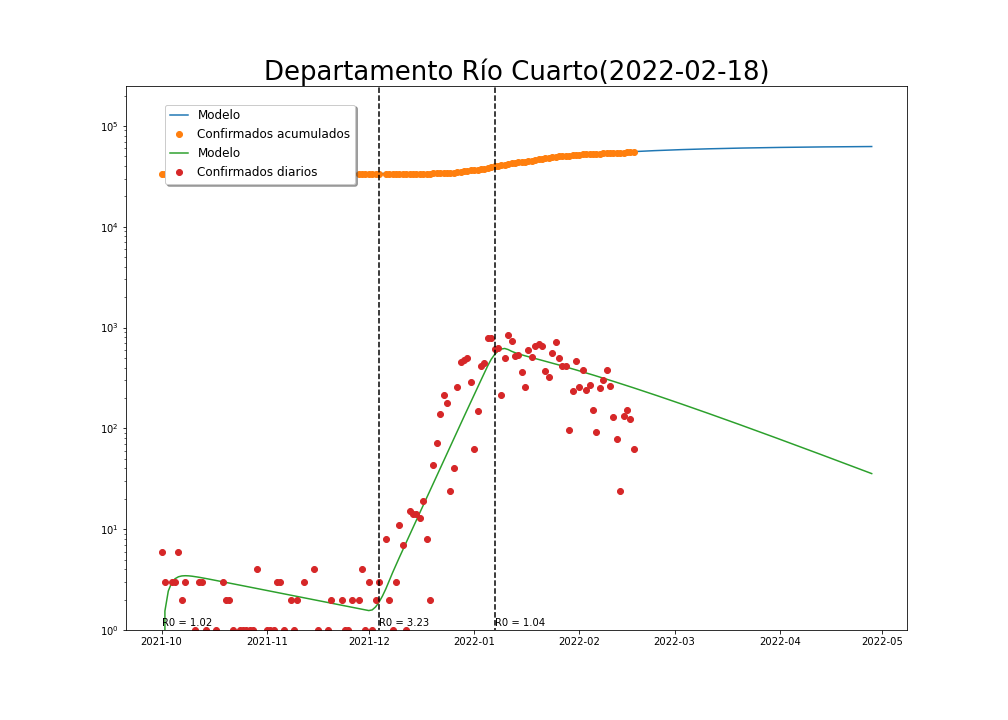 Departamento Río Cuarto(2022-02-18)
Modelo
Confirmados acumulados
Modelo
Confirmados diarios
10⁵
10⁴
10³
10²
10¹
10⁰
R0 = 1.02
R0 = 3.23
R0 = 1.04
2021-10
2021-11
2021-12
2022-01
2022-02
2022-03
2022-04
2022-05